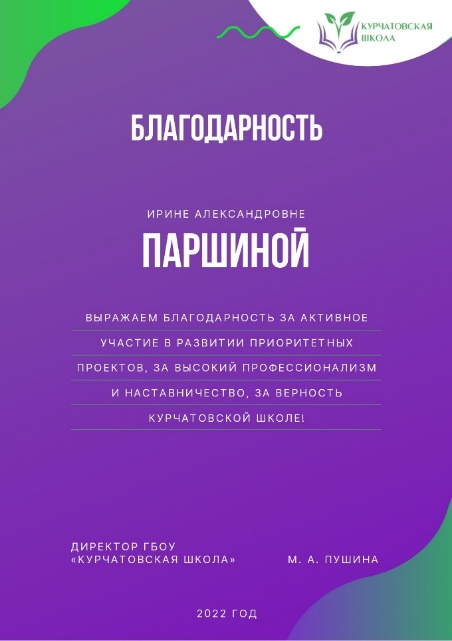 КУРЧАТОВСКАЯ
ШКОЛА
БЛАГОДАРНОСТЬ
ИРИНЕ АЛЕКСАНДРОВНЕ
ПАРШИНОЙ
ВЫРАЖАЕМ БЛАГОДАРНОСТЬ ЗА АКТИВНОЕ
УЧАСТИЕ В РАЗВИТИИ ПРИОРИТЕТНЫХ
ПРОЕКТОВ, ЗА ВЫСОКИЙ ПРОФЕССИОНАЛИЗМ
И НАСТАВНИЧЕСТВО, ЗА ВЕРНОСТЬ
КУРЧАТОВСКОЙ ШКОЛЕ!
ДИРЕКТОР ГБОУ
«КУРЧАТОВСКАЯ ШКОЛА» М. А. ПУШИНА
2022 ГОД